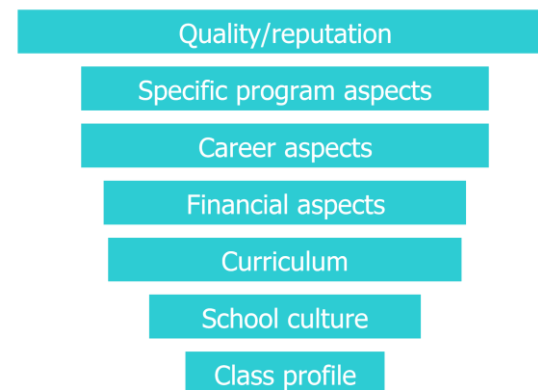 Quality/reputation
Specific program aspects
Career aspects
Financial aspects
Curriculum
School culture
Class profile